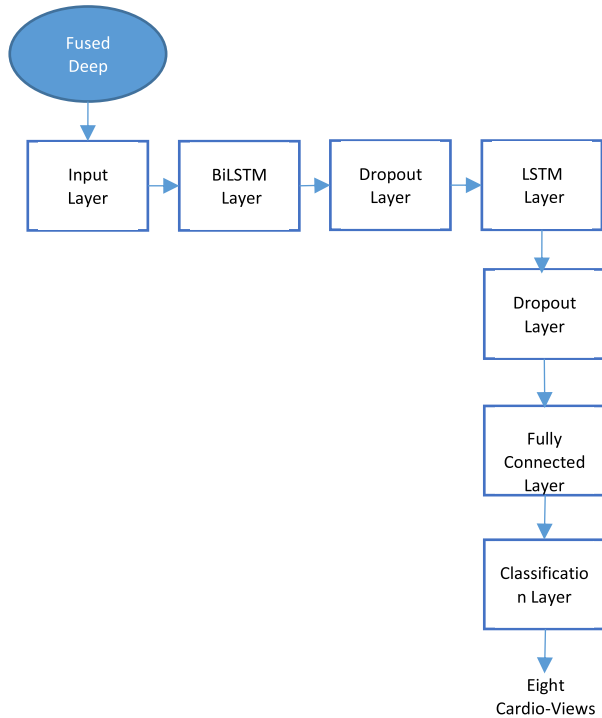 Fused
Deep
Input
Layer
BiLSTM
Layer
Dropout
Layer
LSTM
Layer
Dropout
Layer
Fully
Connected
Layer
Classificatio
n Layer
Eight
Cardio-Views